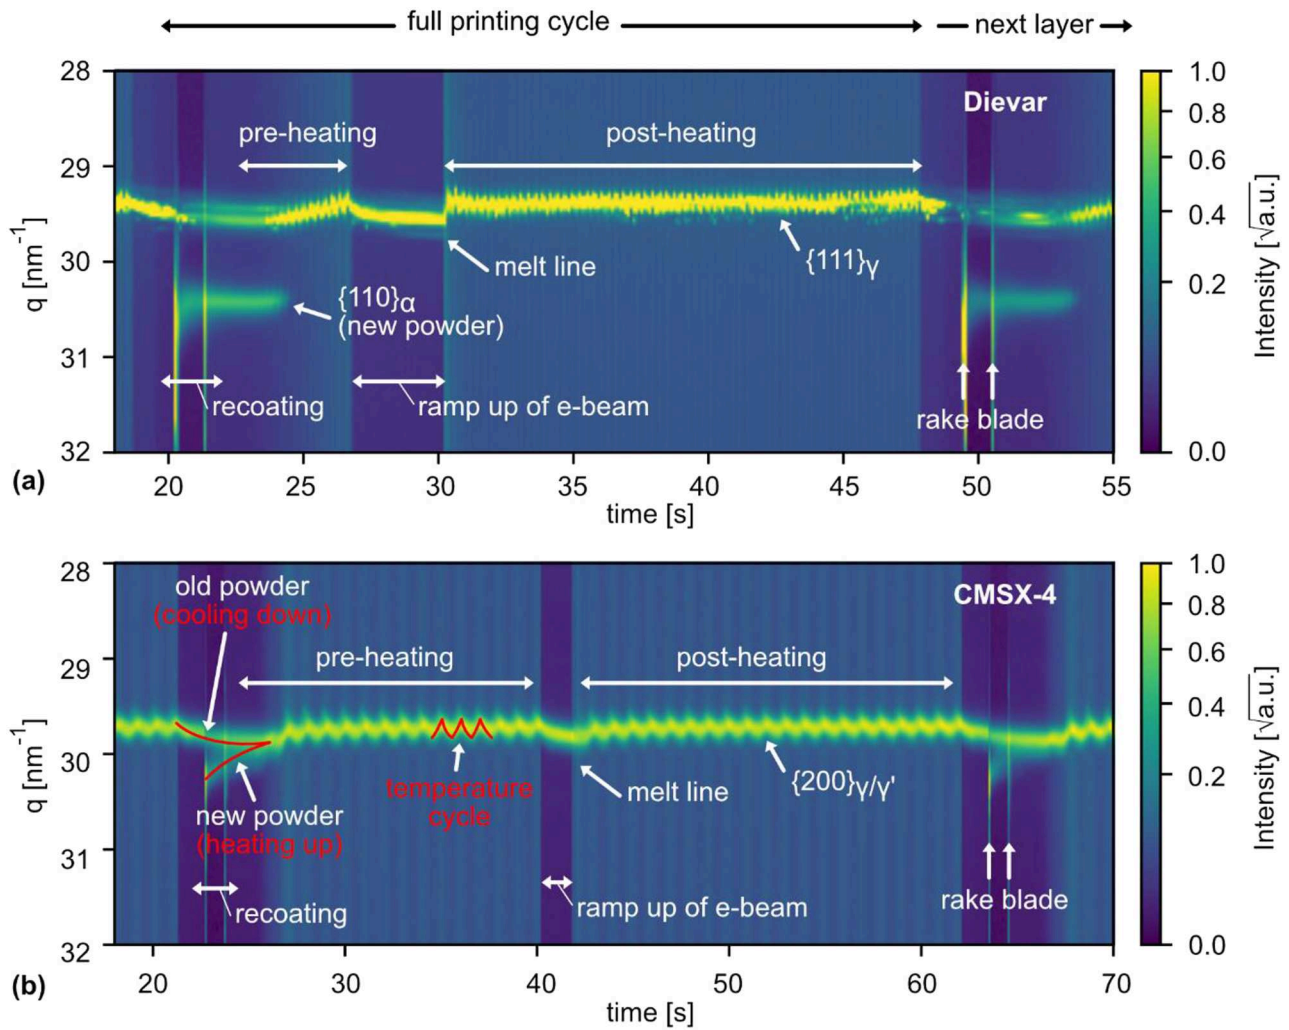 full printing cycle
next layer
28
29
30
31
32
q [nm-1]
Dievar
pre-heating
post-heating
melt line
{111}γ
{110}α
(new powder)
recoating
ramp up of e-beam
rake blade
20
25
30
35
40
45
50
55
time [s]
(a)
1.0
0.8
0.6
0.4
0.2
0.0
Intensity [√a.u.]
28
29
30
31
32
q [nm-1]
CMSX-4
old powder
(cooling down)
pre-heating
post-heating
temperature
cycle
melt line
{200}γ/γ'
new powder
(heating up)
recoating
ramp up of e-beam
rake blade
20
30
40
50
60
70
time [s]
(b)
1.0
0.8
0.6
0.4
0.2
0.0
Intensity [√a.u.]